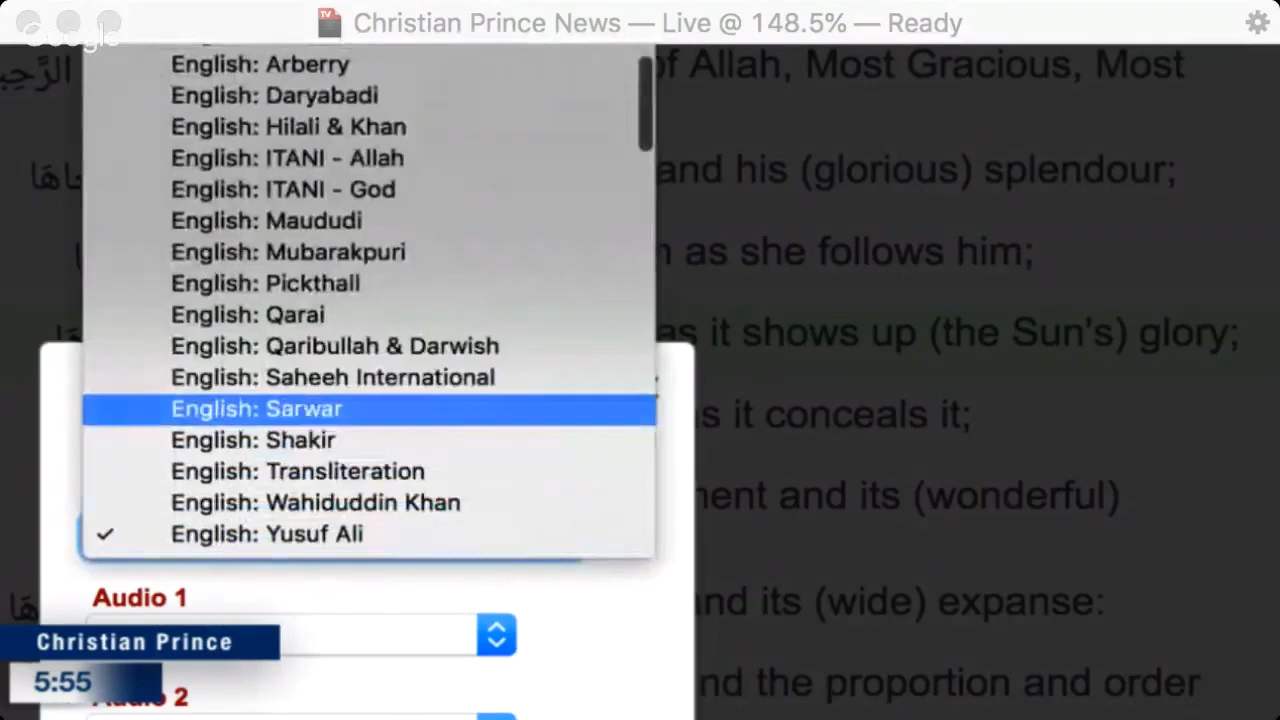 Christian Prince News — Live @ 148.5% — Ready
Google
English: Arberry
English: Daryabadi
English: Hilali & Khan
English: ITANI - Allah
English: ITANI - God
English: Maududi
English: Mubarakpuri
English: Pickthall
English: Qarai
English: Qaribullah & Darwish
English: Saheeh International
English: Sarwar
English: Shakir
English: Transliteration
English: Wahiduddin Khan
English: Yusuf Ali
of Allah, Most Gracious, Most
and his (glorious) splendour;
as she follows him;
as it shows up (the Sun's) glory;
as it conceals it;
and its (wonderful)
and its (wide) expanse:
the proportion and order
Audio 1
Audio 2
Christian Prince
5:55